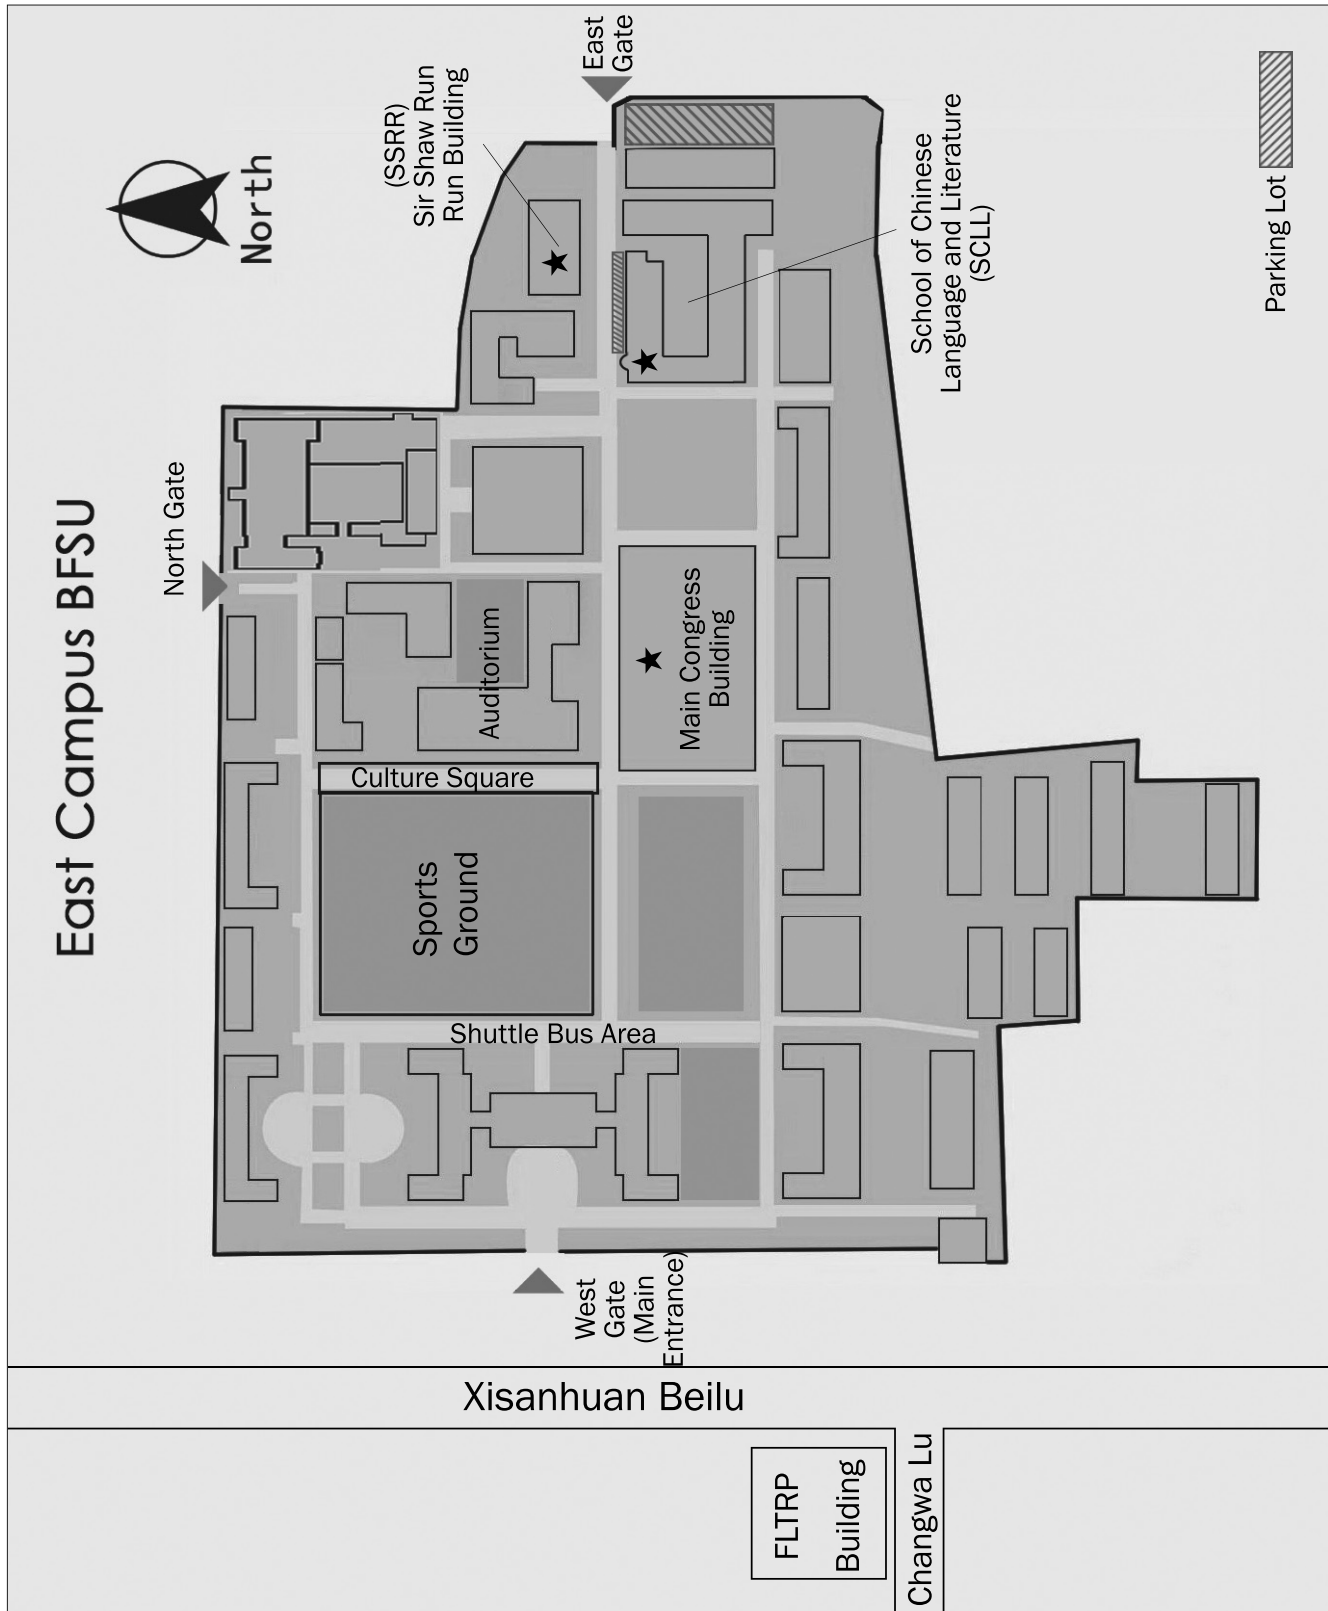 East Campus BFSU
North
North Gate
East
Gate
(SSRR)
Sir Shaw Run
Run Building
School of Chinese
Language and Literature
(SCLL)
Parking Lot
Auditorium
Main Congress
Building
Culture Square
Sports
Ground
Shuttle Bus Area
West
Gate
(Main
Entrance)
Xisanhuan Beilu
FLTRP
Building
Changwa Lu